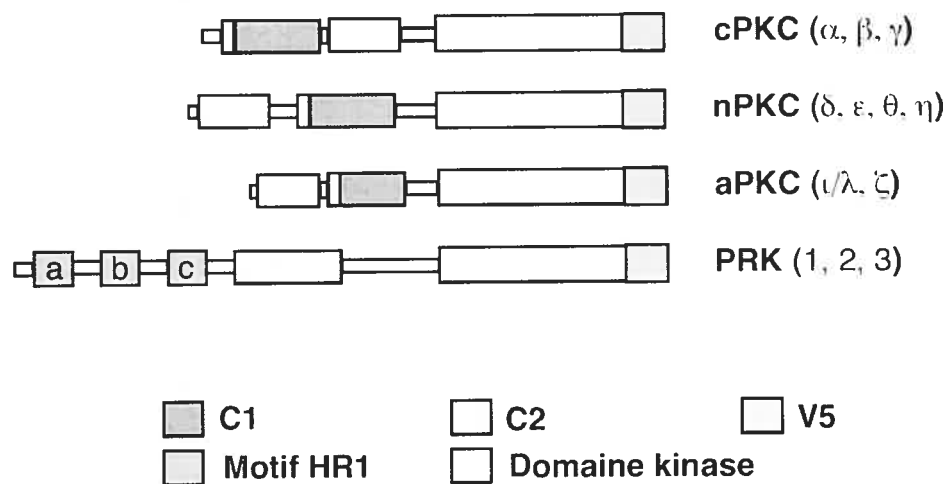 cPKC (α, β, γ)
nPKC (δ, ε, θ, η)
aPKC (ι/λ, ζ)
a b c PRK (1, 2, 3)
C1 C2 V5
Motif HR1 Domaine kinase